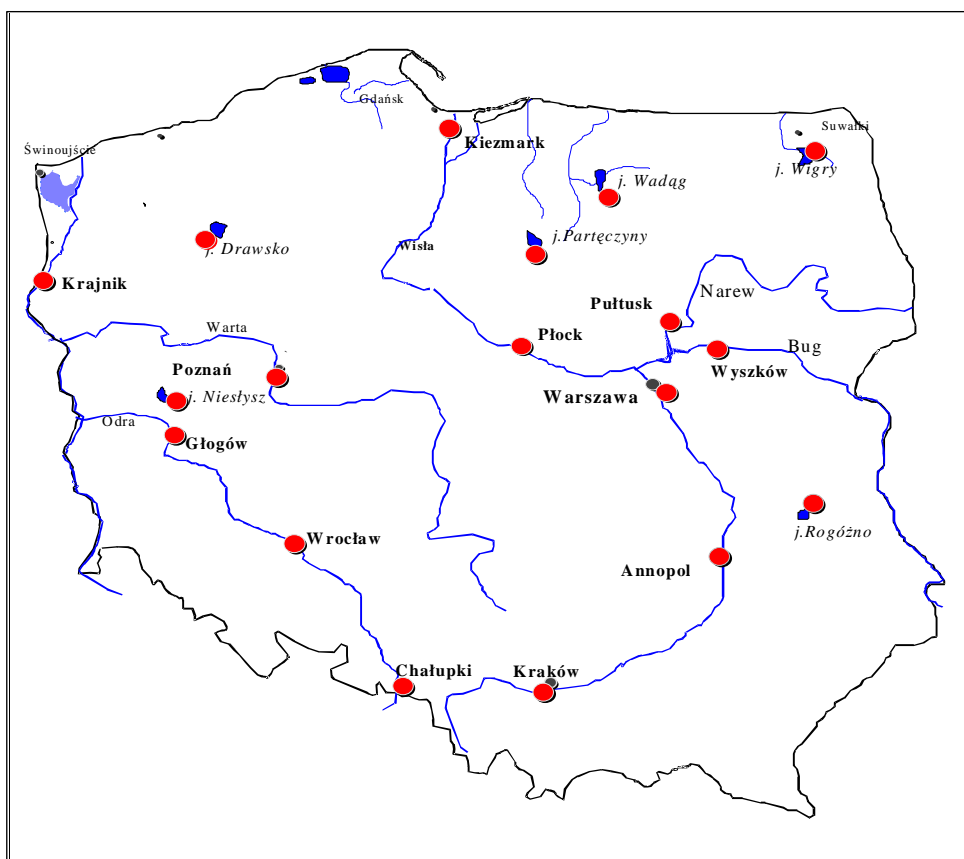 Gdańsk
Kiezmark
Suwałki
Świnoujście
j. Wigry
j. Wadąg
j. Drawsko
j.Partęczyny
Wisła
Krajnik
Narew
Pułtusk
Warta
Płock
Bug
Wyszków
Poznań
j. Niesłysz
Warszawa
Odra
Głogów
j.Rogóżno
Wrocław
Annopol
Chałupki
Kraków